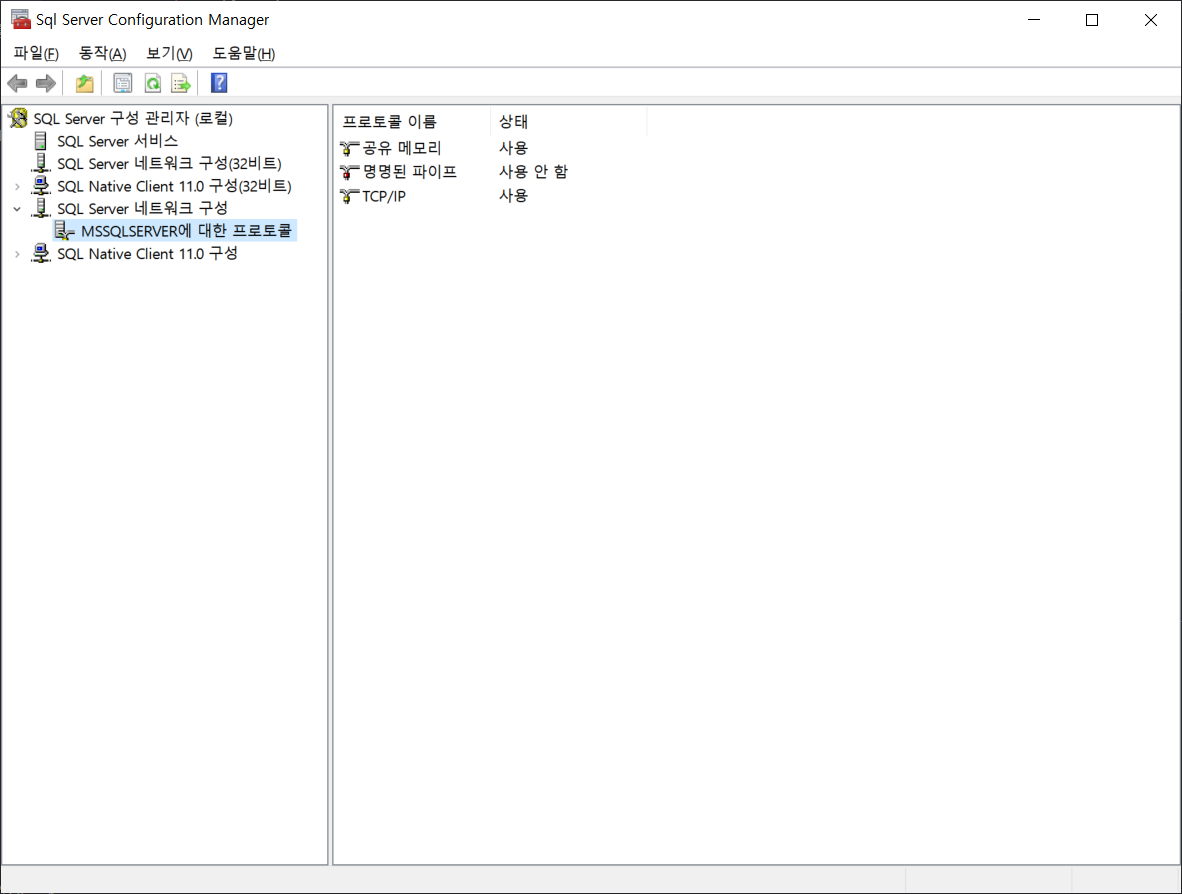 Sql Server Configuration Manager
파일(F) 동작(A) 보기(V) 도움말(H)
SQL Server 구성 관리자 (로컬)
SQL Server 서비스
SQL Server 네트워크 구성(32비트)
SQL Native Client 11.0 구성(32비트)
SQL Server 네트워크 구성
MSSQLSERVER에 대한 프로토콜
SQL Native Client 11.0 구성
프로토콜 이름 상태
공유 메모리 사용
명명된 파이프 사용 안 함
TCP/IP 사용